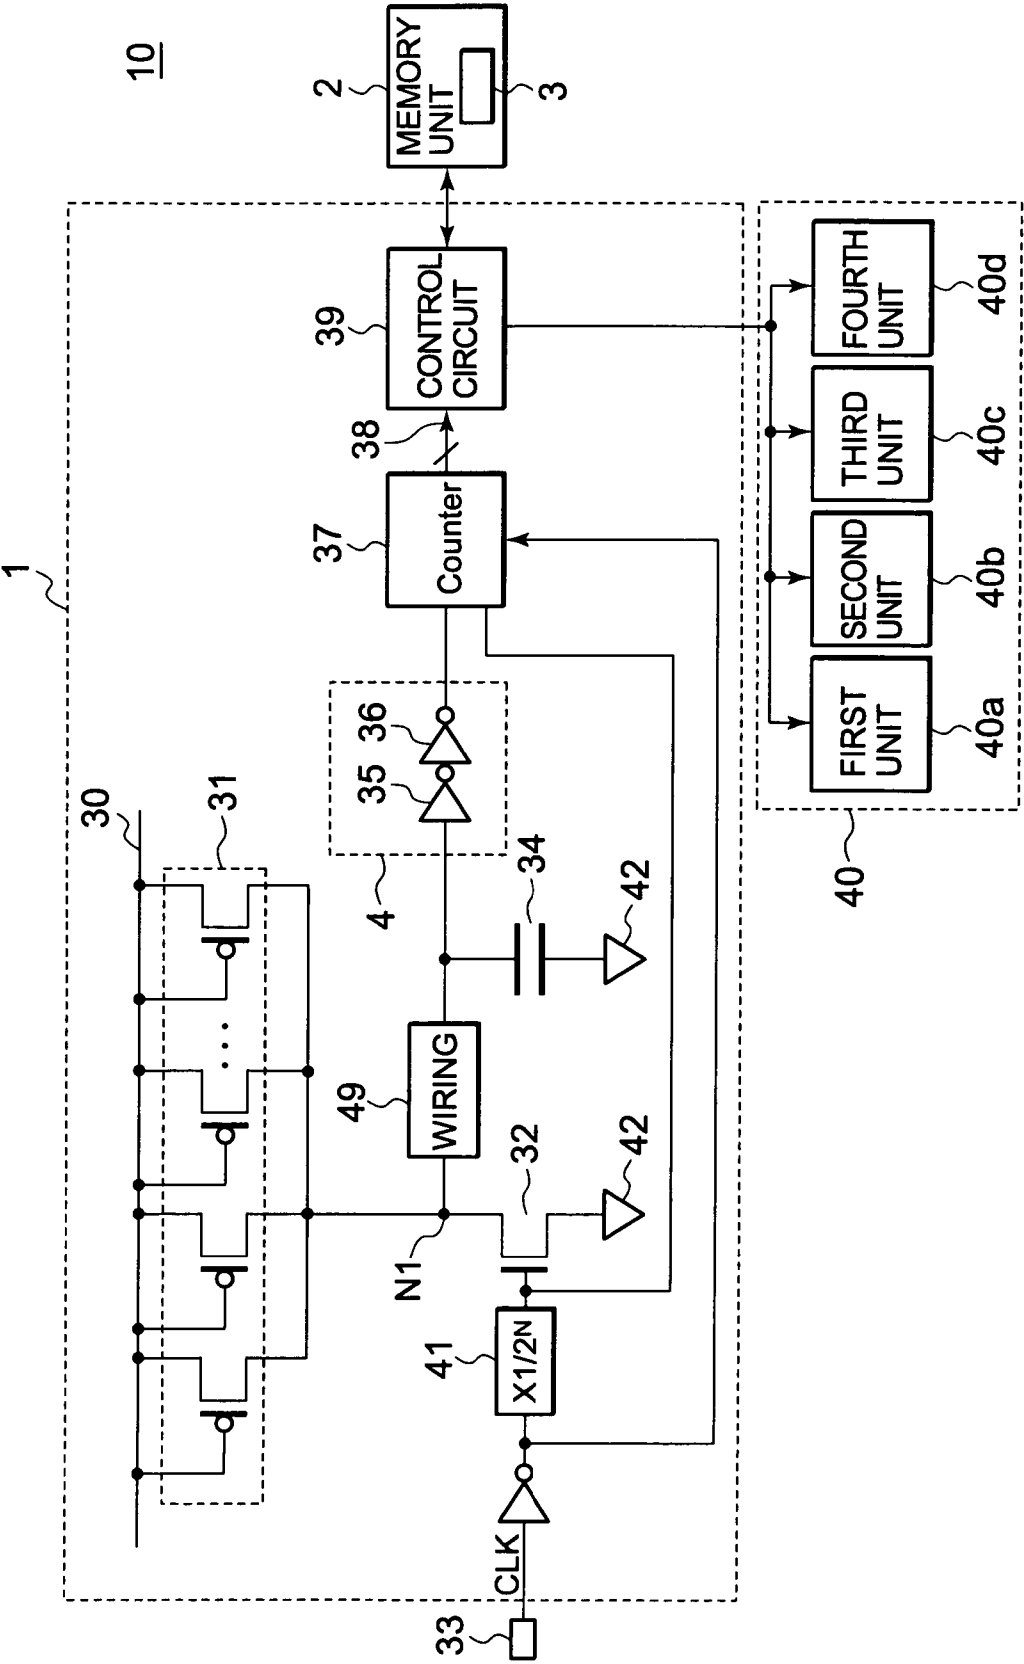 10
1
2
MEMORY
UNIT
3
39
CONTROL
CIRCUIT
38
37
Counter
30
31
36
35
4
34
42
49
WIRING
32
42
N1
41
X1/2N
CLK
33
FIRST
UNIT
40a
SECOND
UNIT
40b
THIRD
UNIT
40c
FOURTH
UNIT
40d
40